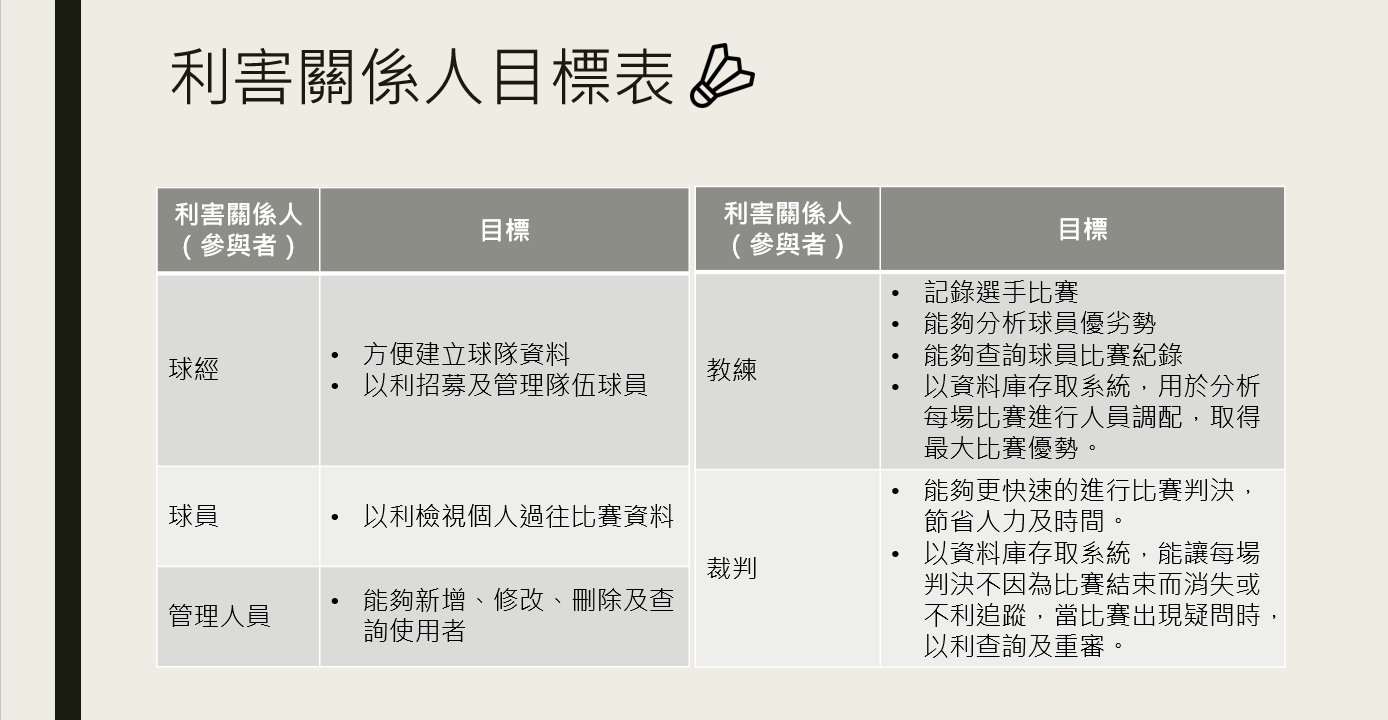 利害關係人目標表
利害關係人
（參與者）
目標
球經
• 方便建立球隊資料
• 以利招募及管理隊伍球員
球員
• 以利檢視個人過往比賽資料
管理人員
• 能夠新增、修改、刪除及查
詢使用者
利害關係人
（參與者）
目標
教練
• 記錄選手比賽
• 能夠分析球員優劣勢
• 能夠查詢球員比賽紀錄
• 以資料庫存取系統，用於分析
每場比賽進行人員調配，取得
最大比賽優勢。
裁判
• 能夠更快速的進行比賽判決，
節省人力及時間。
• 以資料庫存取系統，能讓每場
判決不因為比賽結束而消失或
不利追蹤，當比賽出現疑問時，
以利查詢及重審。